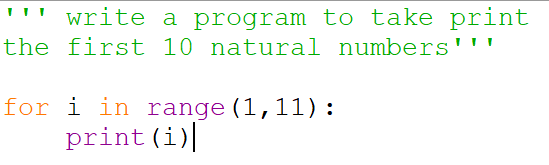 ''' write a program to take print
the first 10 natural numbers'''
for i in range(1,11):
    print(i)